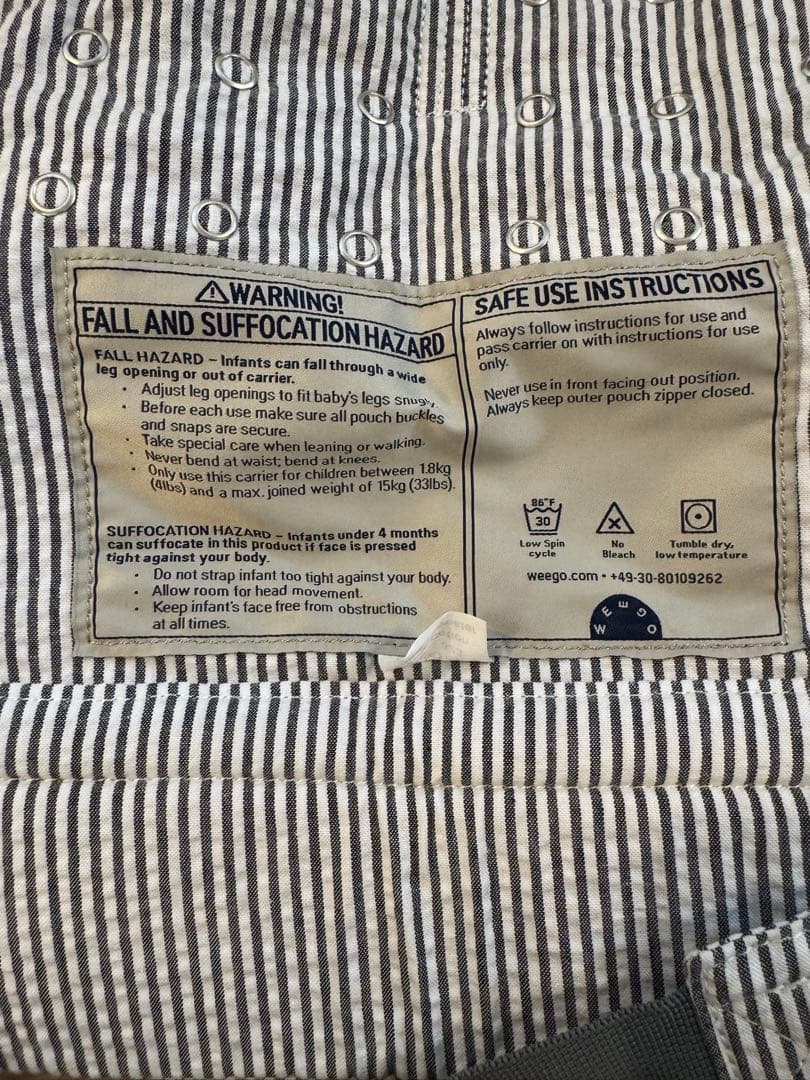 WARNING!
FALL AND SUFFOCATION HAZARD
FALL HAZARD – Infants can fall through a wide
leg opening or out of carrier.
• Adjust leg openings to fit baby's legs snugly.
• Before each use make sure all pouch buckles
and snaps are secure.
• Take special care when leaning or walking.
• Never bend at waist; bend at knees.
• Only use this carrier for children between 1.8kg
(4lbs) and a max. joined weight of 15kg (33lbs).
SUFFOCATION HAZARD – Infants under 4 months
can suffocate in this product if face is pressed
tight against your body.
• Do not strap infant too tight against your body.
• Allow room for head movement.
• Keep infant's face free from obstructions
at all times.
SAFE USE INSTRUCTIONS
Always follow instructions for use and
pass carrier on with instructions for use
only.
Never use in front facing out position.
Always keep outer pouch zipper closed.
86°F
30
Low Spin
cycle
No
Bleach
Tumble dry,
low temperature
weego.com • +49-30-80109262
WEEGO